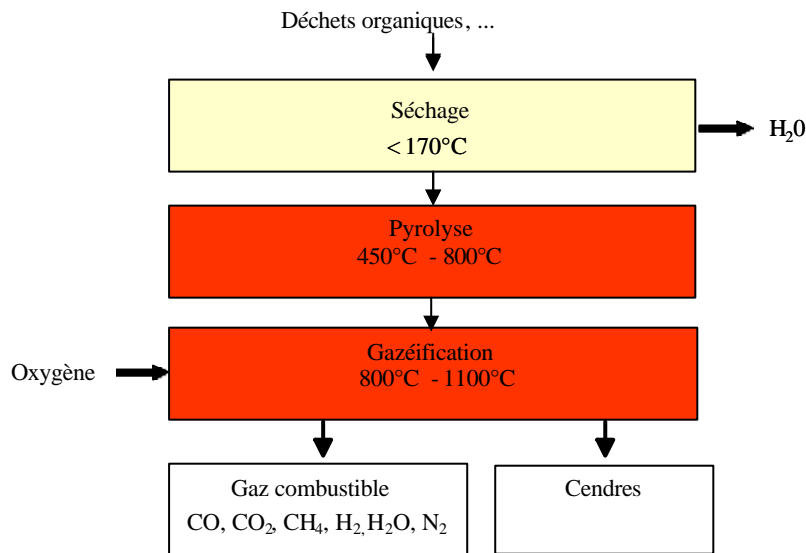 Déchets organiques, ...
Séchage
< 170°C
H₂0
Pyrolyse
450°C - 800°C
Oxygène
Gazéification
800°C - 1100°C
Gaz combustible
CO, CO₂, CH₄, H₂, H₂O, N₂
Cendres